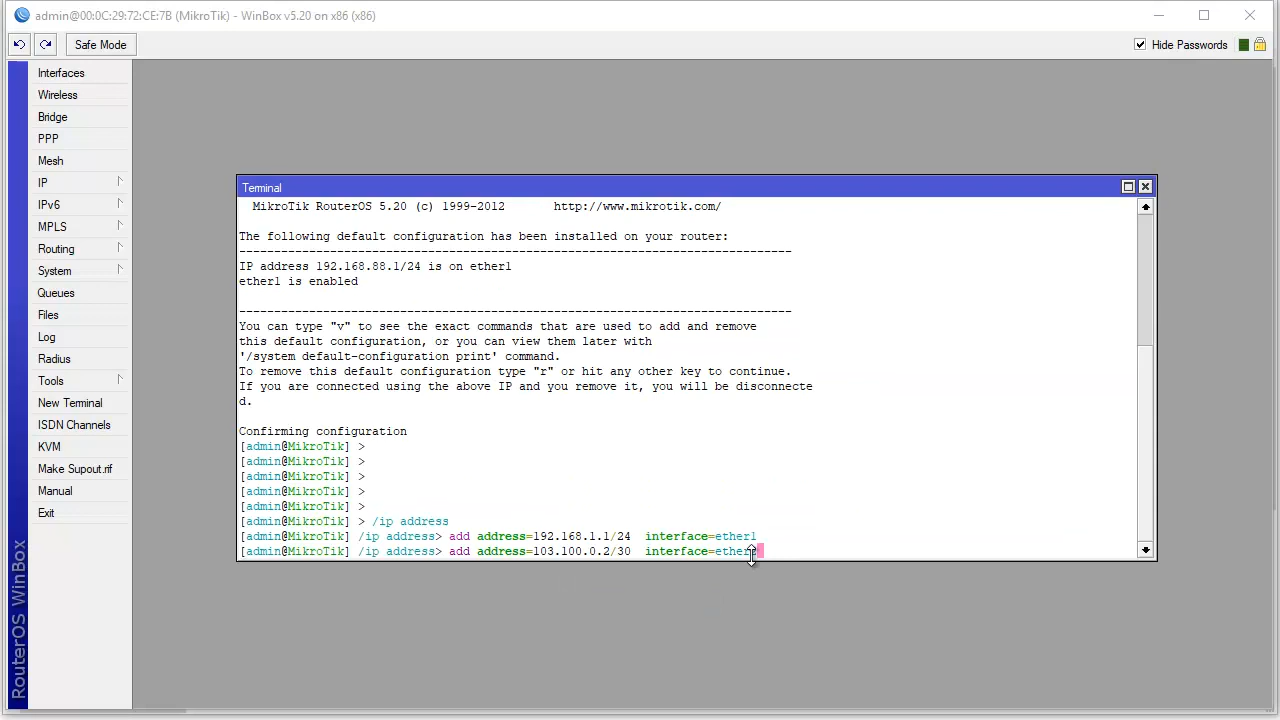 admin@00:0C:29:72:CE:7B (MikroTik) - WinBox v5.20 on x86 (x86)
Safe Mode
Hide Passwords
Interfaces
Wireless
Bridge
PPP
Mesh
IP
IPv6
MPLS
Routing
System
Queues
Files
Log
Radius
Tools
New Terminal
ISDN Channels
KVM
Make Supout.rif
Manual
Exit
RouterOS WinBox
Terminal
MikroTik RouterOS 5.20 (c) 1999-2012 http://www.mikrotik.com/
The following default configuration has been installed on your router:
-------------------------------------------------------------------------------
IP address 192.168.88.1/24 is on ether1
ether1 is enabled
-------------------------------------------------------------------------------
You can type "v" to see the exact commands that are used to add and remove
this default configuration, or you can view them later with
'/system default-configuration print' command.
To remove this default configuration type "r" or hit any other key to continue.
If you are connected using the above IP and you remove it, you will be disconnecte
d.
Confirming configuration
[admin@MikroTik] >
[admin@MikroTik] >
[admin@MikroTik] >
[admin@MikroTik] >
[admin@MikroTik] >
[admin@MikroTik] > /ip address
[admin@MikroTik] /ip address> add address=192.168.1.1/24 interface=ether1
[admin@MikroTik] /ip address> add address=103.100.0.2/30